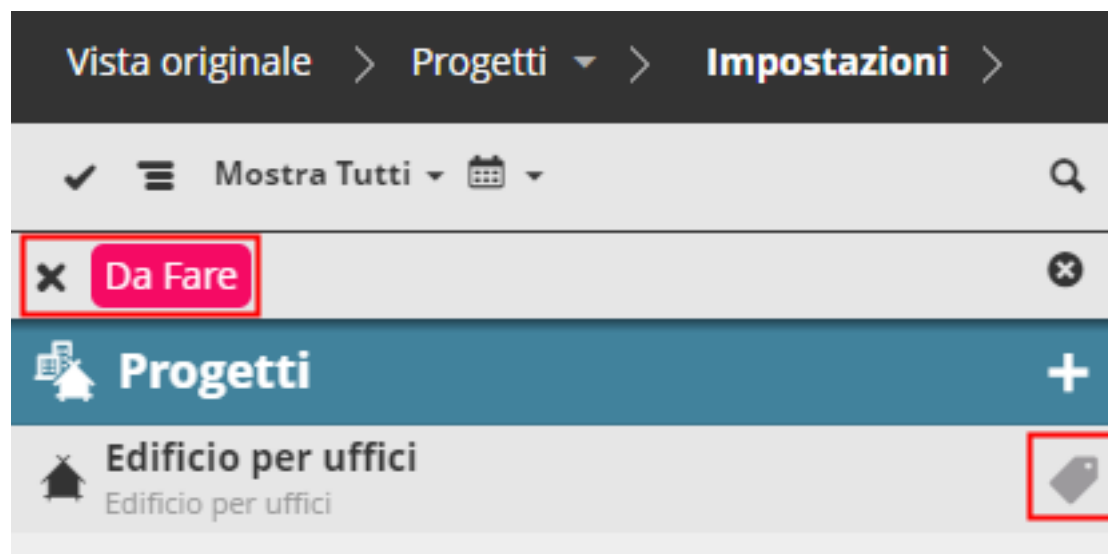 Vista originale > Progetti > Impostazioni >
Mostra Tutti
Da Fare
Progetti
Edificio per uffici
Edificio per uffici